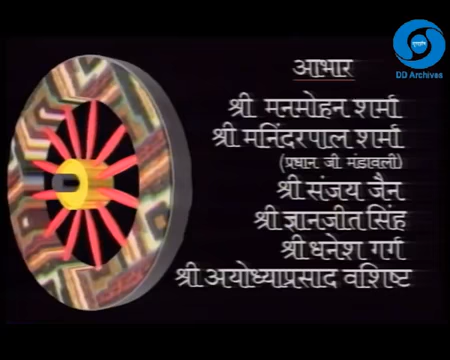 DD Archives
आभार
श्री मनमोहन शर्मा
श्री मनिंदरपाल शर्मा
(प्रधान जी मंडावली)
श्री संजय जैन
श्री ज्ञानजीत सिंह
श्री धनेश गर्ग
श्री अयोध्याप्रसाद वशिष्ट